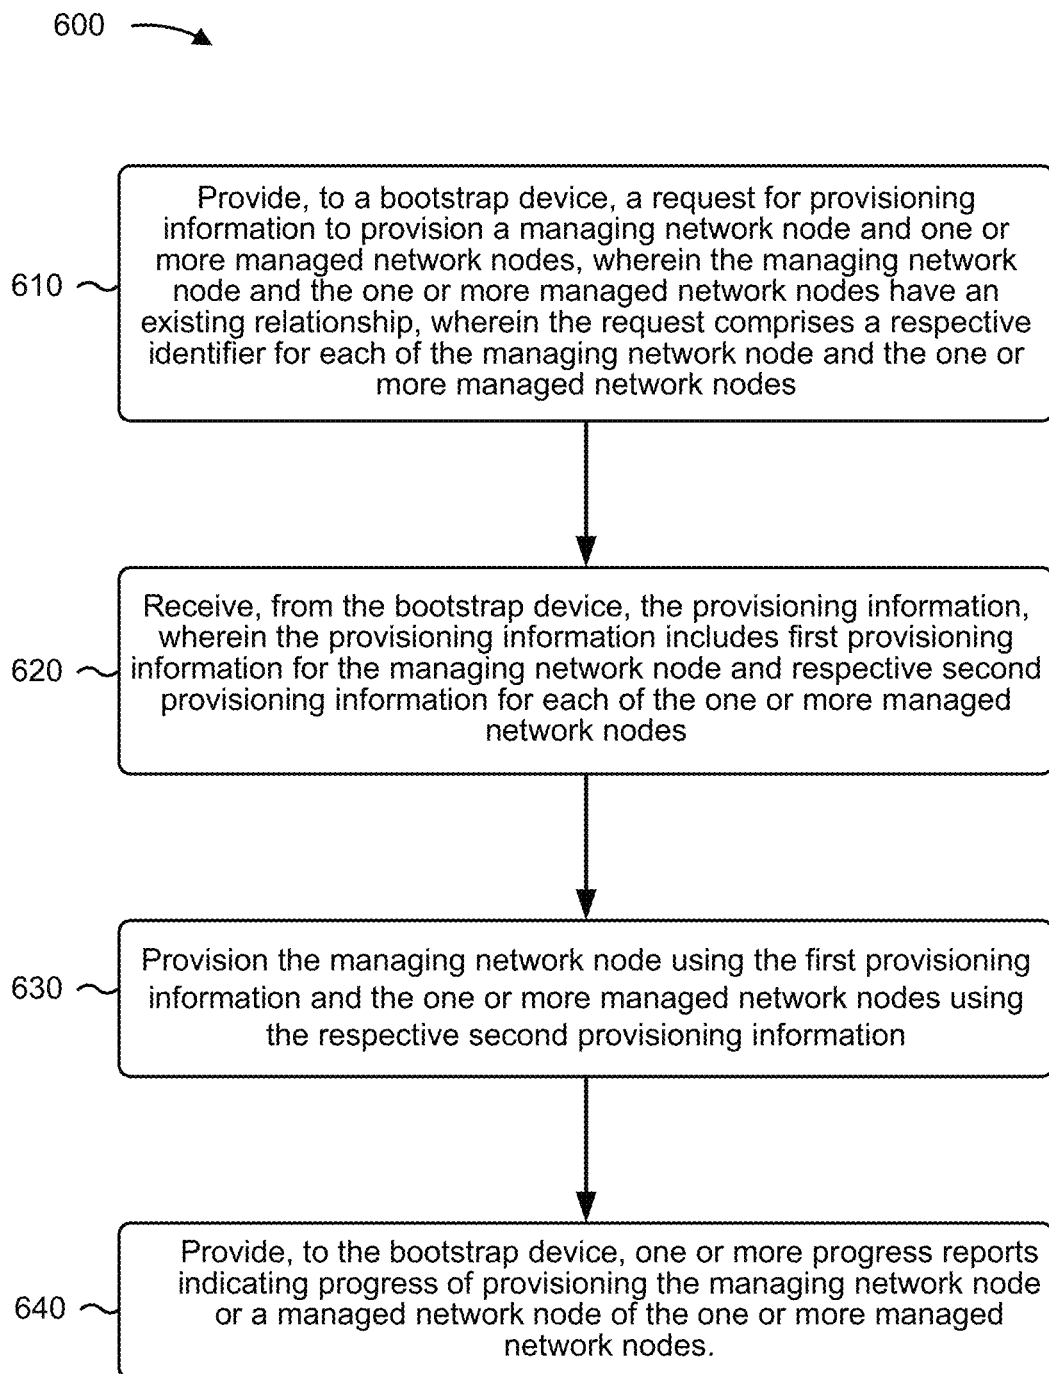 600
Provide, to a bootstrap device, a request for provisioning
information to provision a managing network node and one or
more managed network nodes, wherein the managing network
node and the one or more managed network nodes have an
existing relationship, wherein the request comprises a respective
identifier for each of the managing network node and the one or
more managed network nodes
610
Receive, from the bootstrap device, the provisioning information,
wherein the provisioning information includes first provisioning
information for the managing network node and respective second
provisioning information for each of the one or more managed
network nodes
620
Provision the managing network node using the first provisioning
information and the one or more managed network nodes using
the respective second provisioning information
630
Provide, to the bootstrap device, one or more progress reports
indicating progress of provisioning the managing network node
or a managed network node of the one or more managed
network nodes.
640